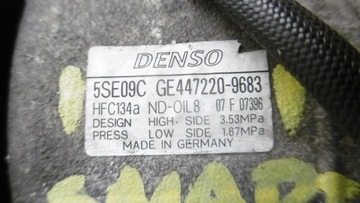 DENSO
5SE09C GE447220-9683
HFC134a ND-OIL8 07 F 07396
DESIGN HIGH- SIDE 3.53MPa
PRESS LOW SIDE 1.67MPa
MADE IN GERMANY
SMART